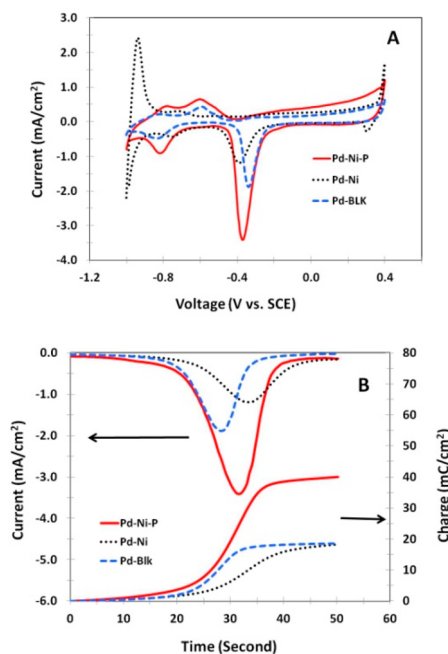 A
3.0
2.0
1.0
0.0
-1.0
-2.0
-3.0
-4.0
Current (mA/cm²)
Pd-Ni-P
Pd-Ni
Pd-BLK
-1.2
-0.8
-0.4
0.0
0.4
Voltage (V vs. SCE)
B
0.0
-1.0
-2.0
-3.0
-4.0
-5.0
-6.0
Current (mA/cm²)
Pd-Ni-P
Pd-Ni
Pd-Blk
80
70
60
50
40
30
20
10
0
Charge (mC/cm²)
0
20
40
60
Time (Second)